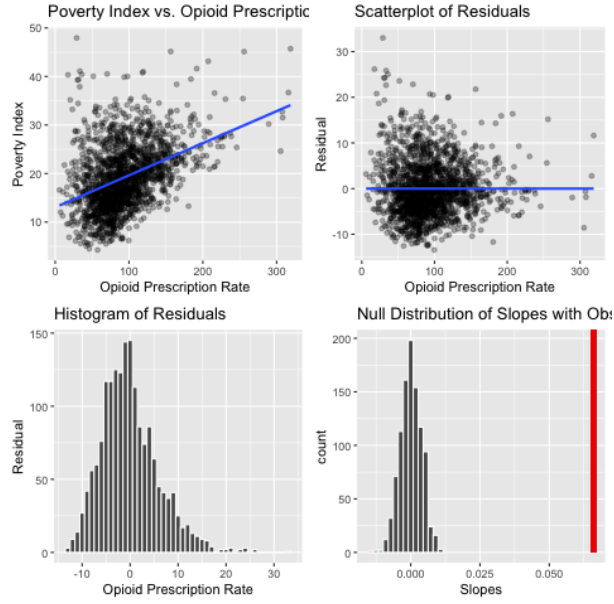 Poverty Index vs. Opioid Prescriptic
50
40
30
20
10
Poverty Index
0
100
200
300
Opioid Prescription Rate
Scatterplot of Residuals
30
20
10
0
-10
Residual
0
100
200
300
Opioid Prescription Rate
Histogram of Residuals
150
100
50
0
Residual
-10
0
10
20
30
Opioid Prescription Rate
Null Distribution of Slopes with Obs
200
150
100
50
0
count
0.000
0.025
0.050
Slopes